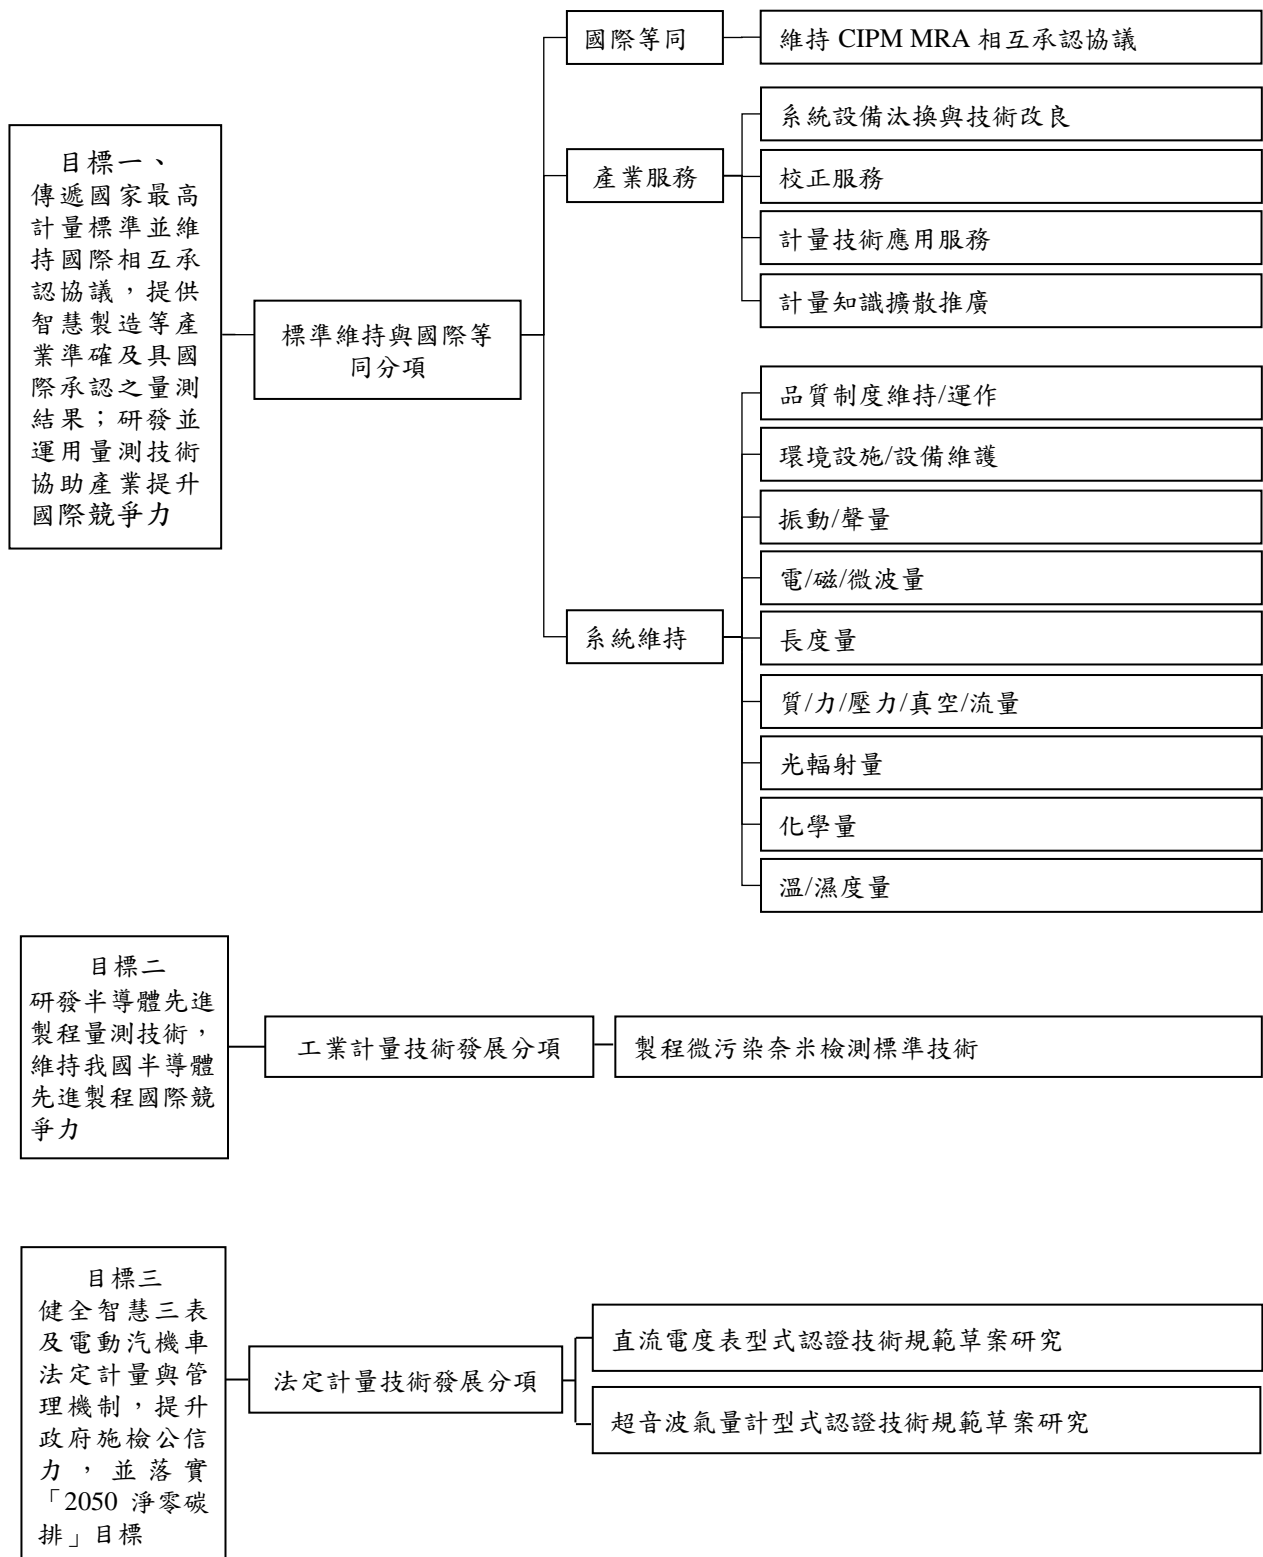 目標一、
傳遞國家最高
計量標準並維
持國際相互承
認協議，提供
智慧製造等產
業準確及具國
際承認之量測
結果；研發並
運用量測技術
協助產業提升
國際競爭力
標準維持與國際等
同分項
國際等同
維持 CIPM MRA 相互承認協議
產業服務
系統設備汰換與技術改良
校正服務
計量技術應用服務
計量知識擴散推廣
系統維持
品質制度維持/運作
環境設施/設備維護
振動/聲量
電/磁/微波量
長度量
質/力/壓力/真空/流量
光輻射量
化學量
溫/濕度量
目標二
研發半導體先進
製程量測技術，
維持我國半導體
先進製程國際競
爭力
工業計量技術發展分項
製程微污染奈米檢測標準技術
目標三
健全智慧三表
及電動汽機車
法定計量與管
理機制，提升
政府施檢公信
力，並落實
「2050 淨零碳
排」目標
法定計量技術發展分項
直流電度表型式認證技術規範草案研究
超音波氣量計型式認證技術規範草案研究